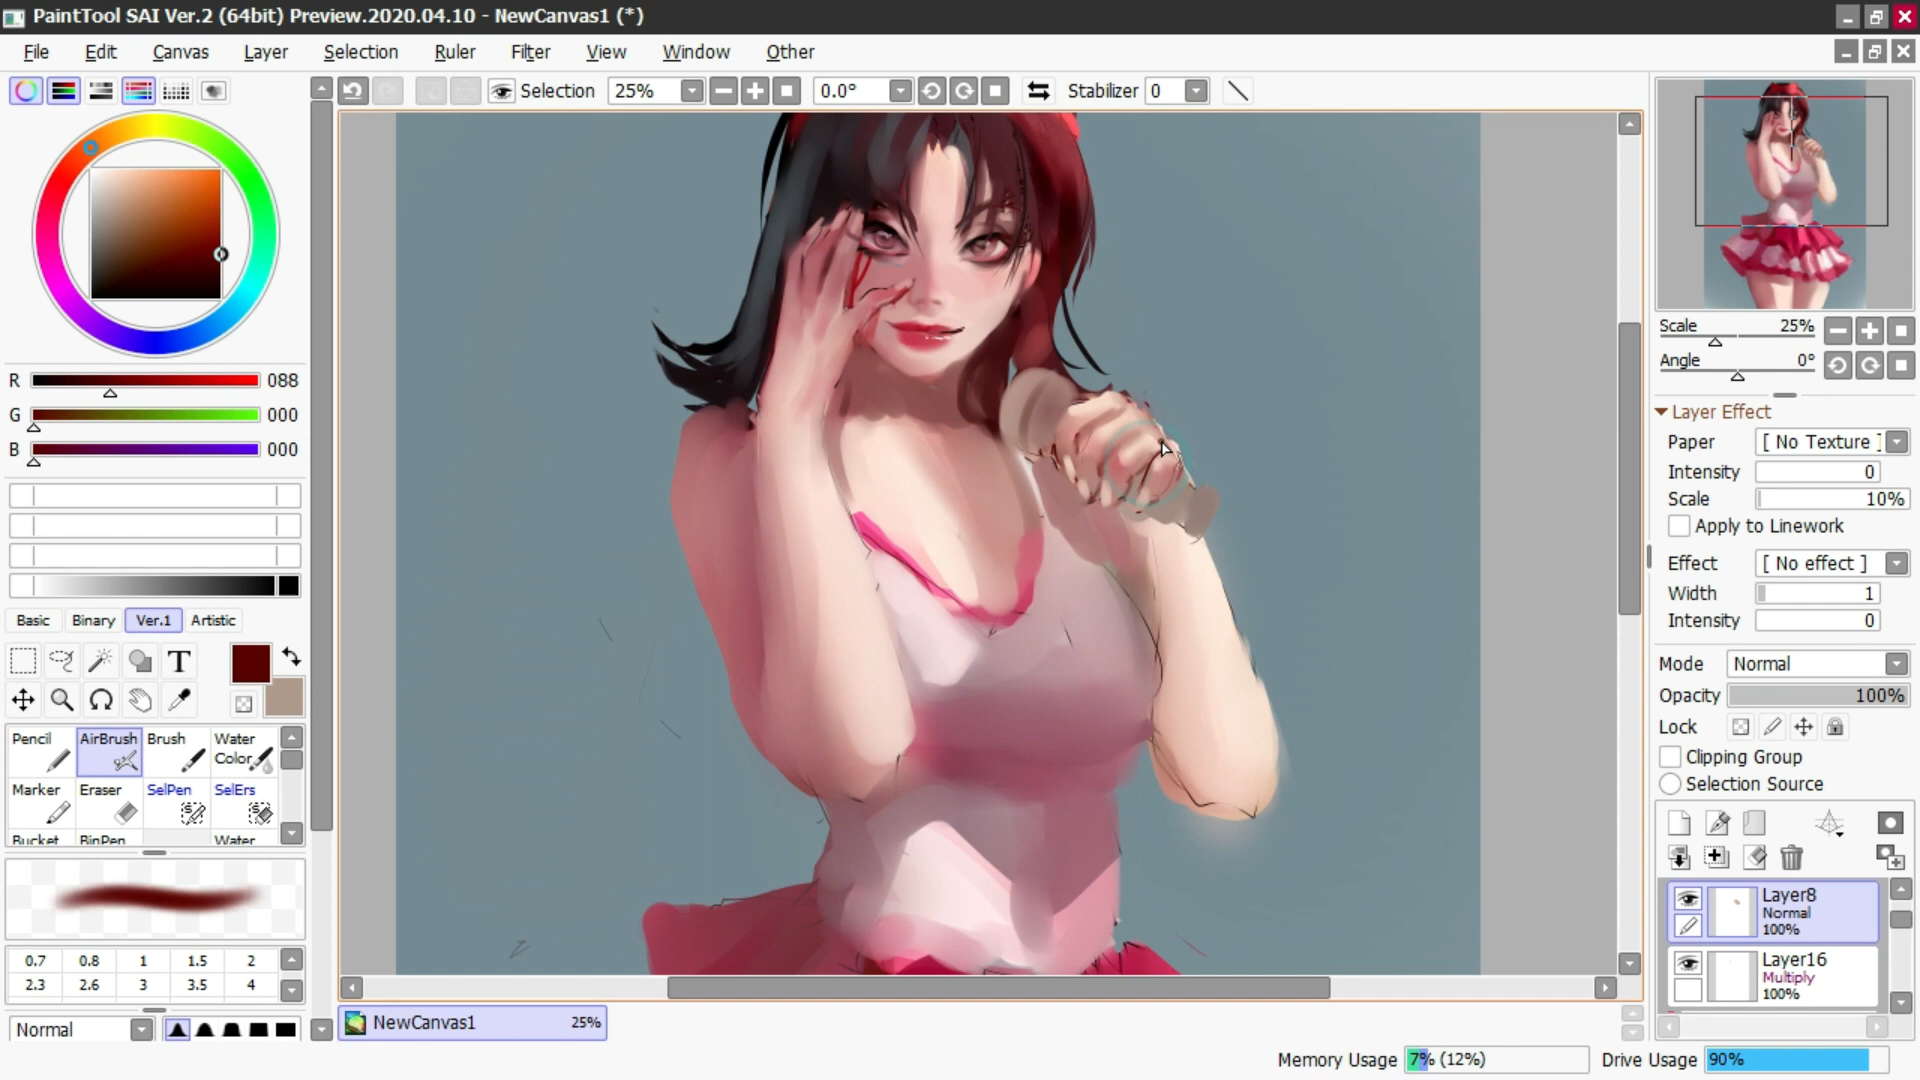 PaintTool SAI Ver.2 (64bit) Preview.2020.04.10 - NewCanvas1 (*)
File Edit Canvas Layer Selection Ruler Filter View Window Other
Selection 25% 0.0° Stabilizer 0
R 088
G 000
B 000
Basic Binary Ver.1 Artistic
T
Pencil AirBrush Brush Water Color
Marker Eraser SelPen SelErs
Bucket BinPen Water
0.7 0.8 1 1.5 2
2.3 2.6 3 3.5 4
Normal
NewCanvas1 25%
Scale 25%
Angle 0°
Layer Effect
Paper [ No Texture ]
Intensity 0
Scale 10%
Apply to Linework
Effect [ No effect ]
Width 1
Intensity 0
Mode Normal
Opacity 100%
Lock
Clipping Group
Selection Source
Layer8
Normal
100%
Layer16
Multiply
100%
Memory Usage 7% (12%) Drive Usage 90%